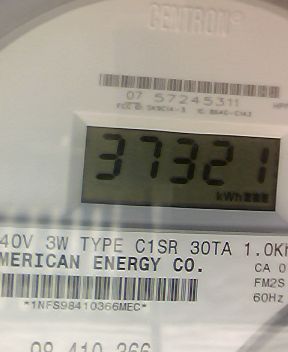 CENTRON®
07 57245311
37321
kWh
40V 3W TYPE C1SR 30TA 1.0K
MERICAN ENERGY CO.
CA 0
FM2S
60Hz
*1NFS98410366MEC*
98 410 366